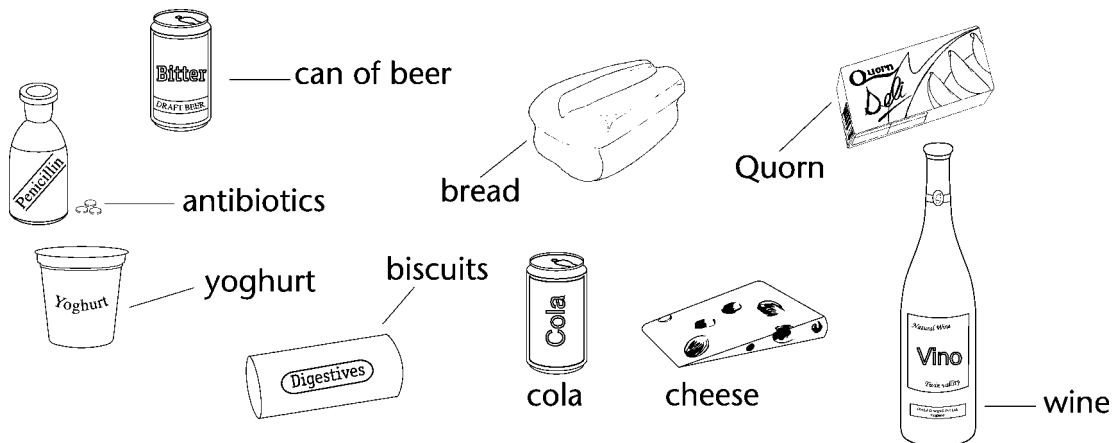 Bitter
DRAFT BEER
can of beer
Penicillin
antibiotics
bread
Quorn
Deli
Quorn
Yoghurt
yoghurt
biscuits
Digestives
Cola
cola
cheese
Natural Wine
Vino
wine